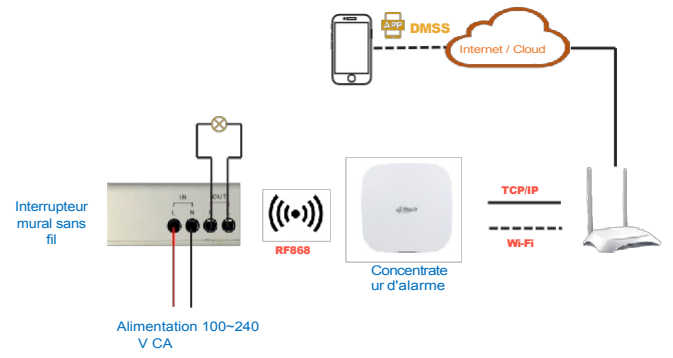 APP
DMSS
Internet / Cloud
IN
OUT
L
N
Interrupteur
mural sans
fil
RF868
TCP/IP
Wi-Fi
Concentrate
ur d'alarme
Alimentation 100~240
V CA